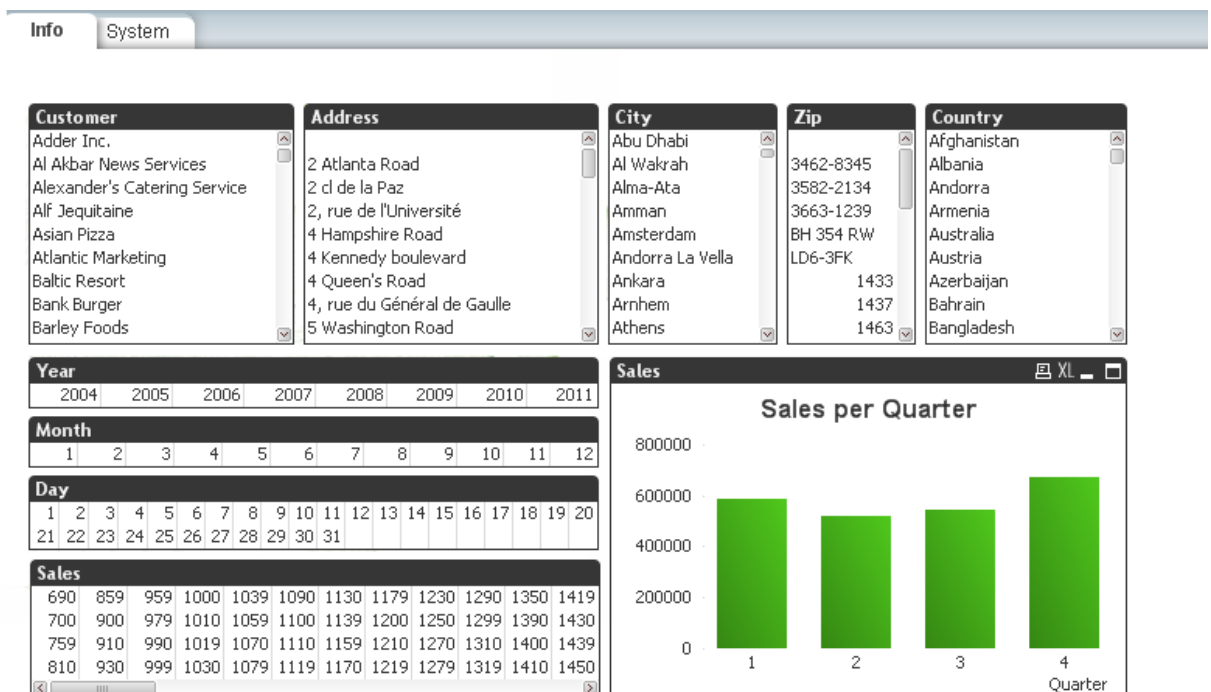 Info System
Customer
Adder Inc.
Al Akbar News Services
Alexander's Catering Service
Alf Jequitaine
Asian Pizza
Atlantic Marketing
Baltic Resort
Bank Burger
Barley Foods
Address
2 Atlanta Road
2 cl de la Paz
2, rue de l'Université
4 Hampshire Road
4 Kennedy boulevard
4 Queen's Road
4, rue du Général de Gaulle
5 Washington Road
City
Abu Dhabi
Al Wakrah
Alma-Ata
Amman
Amsterdam
Andorra La Vella
Ankara
Arnhem
Athens
Zip
3462-8345
3582-2134
3663-1239
BH 354 RW
LD6-3FK
1433
1437
1463
Country
Afghanistan
Albania
Andorra
Armenia
Australia
Austria
Azerbaijan
Bahrain
Bangladesh
Year
2004 2005 2006 2007 2008 2009 2010 2011
Month
1 2 3 4 5 6 7 8 9 10 11 12
Day
1 2 3 4 5 6 7 8 9 10 11 12 13 14 15 16 17 18 19 20
21 22 23 24 25 26 27 28 29 30 31
Sales
690 859 959 1000 1039 1090 1130 1179 1230 1290 1350 1419
700 900 979 1010 1059 1100 1139 1200 1250 1299 1390 1430
759 910 990 1019 1070 1110 1159 1210 1270 1310 1400 1439
810 930 999 1030 1079 1119 1170 1219 1279 1319 1410 1450
Sales XL
Sales per Quarter
800000
600000
400000
200000
0
1 2 3 4
Quarter